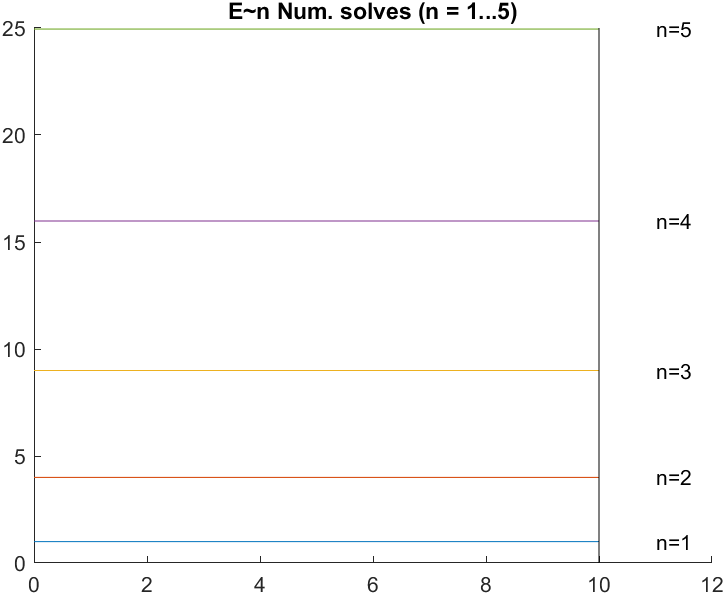 E~n Num. solves (n = 1...5)
25
n=5
20
n=4
15
10
n=3
5
n=2
n=1
0
0 2 4 6 8 10 12